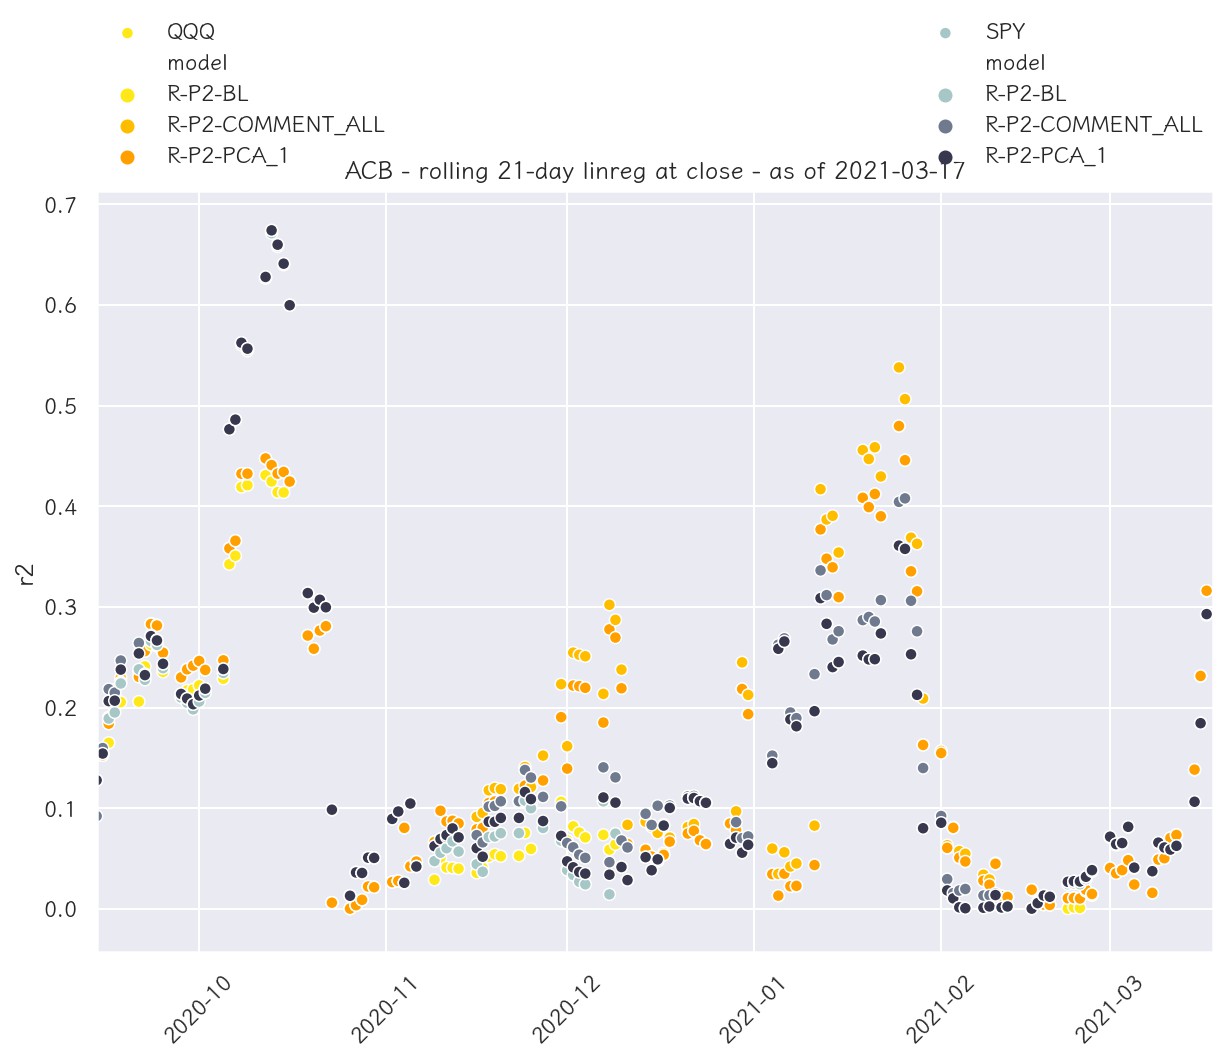 QQQ
model
R-P2-BL
R-P2-COMMENT_ALL
R-P2-PCA_1
SPY
model
R-P2-BL
R-P2-COMMENT_ALL
R-P2-PCA_1
ACB - rolling 21-day linreg at close - as of 2021-03-17
r2
0.7
0.6
0.5
0.4
0.3
0.2
0.1
0.0
2020-10
2020-11
2020-12
2021-01
2021-02
2021-03